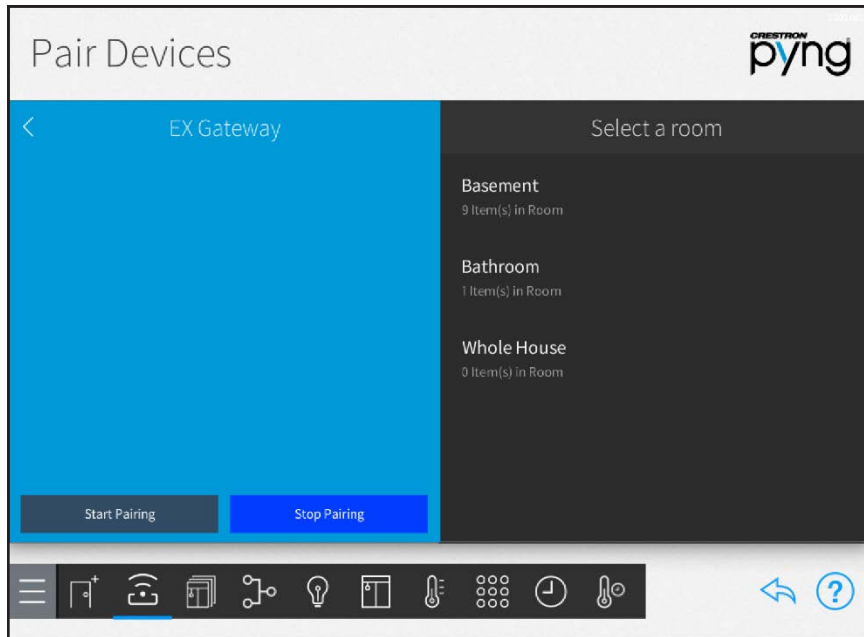 Pair Devices
CRESTRON
pyng
EX Gateway
Select a room
Basement
9 Item(s) in Room
Bathroom
1 Item(s) in Room
Whole House
0 Item(s) in Room
Start Pairing
Stop Pairing
?